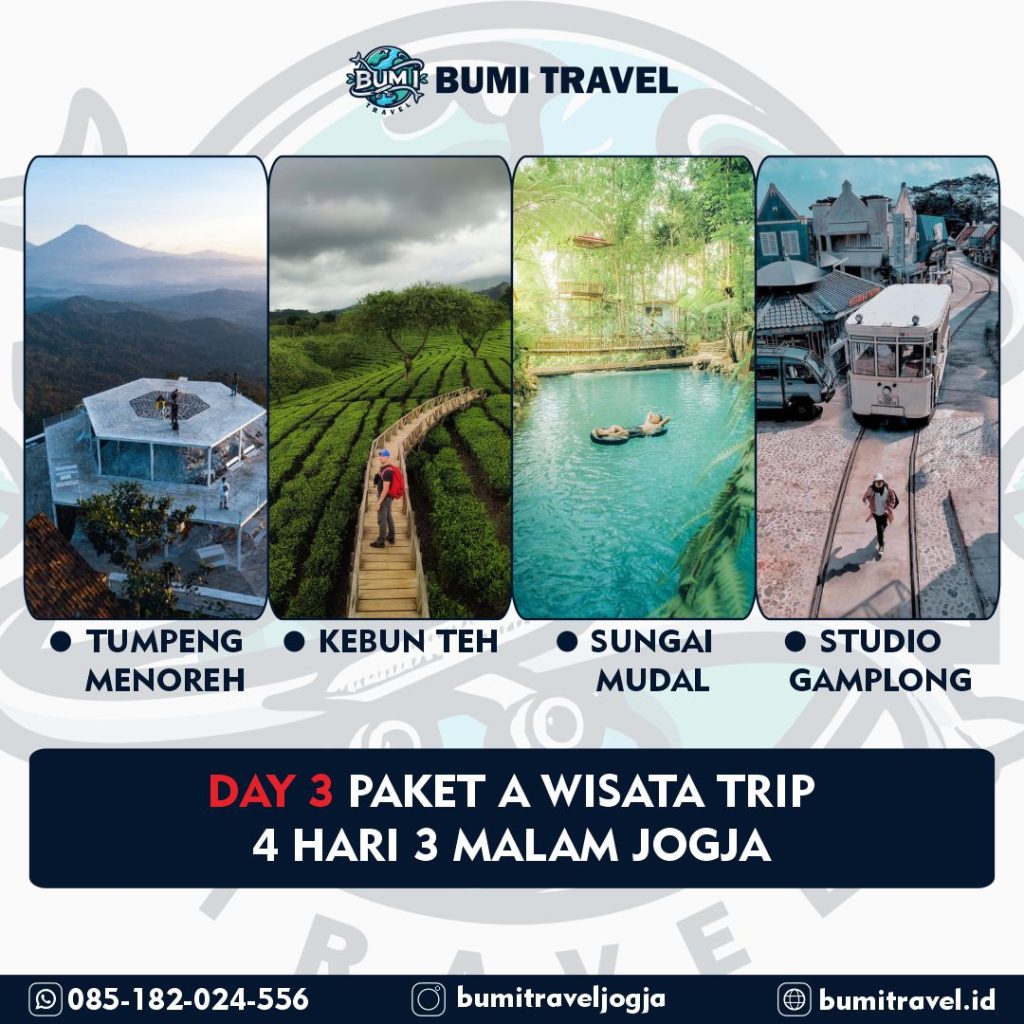 BUMI
TRAVEL
BUMI TRAVEL
● TUMPENG
MENOREH
● KEBUN TEH
● SUNGAI
MUDAL
● STUDIO
GAMPLONG
DAY 3 PAKET A WISATA TRIP
4 HARI 3 MALAM JOGJA
TRAVEL
085-182-024-556
bumitraveljogja
bumitravel.id